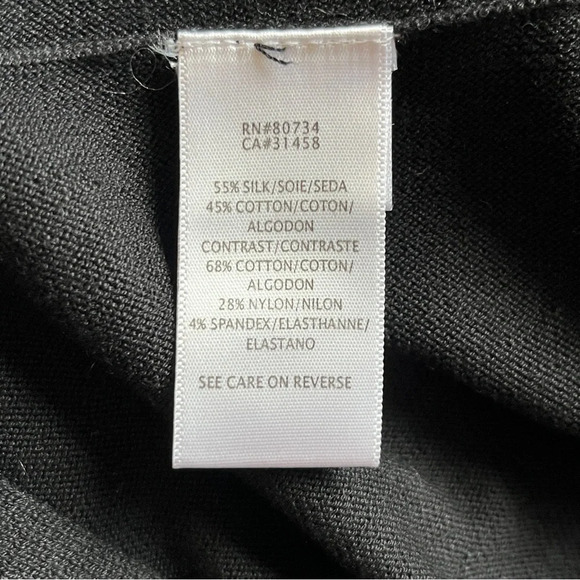 RN#80734
CA#31458
55% SILK/SOIE/SEDA
45% COTTON/COTON/
ALGODON
CONTRAST/CONTRASTE
68% COTTON/COTON/
ALGODON
28% NYLON/NILON
4% SPANDEX/ELASTHANNE/
ELASTANO
SEE CARE ON REVERSE